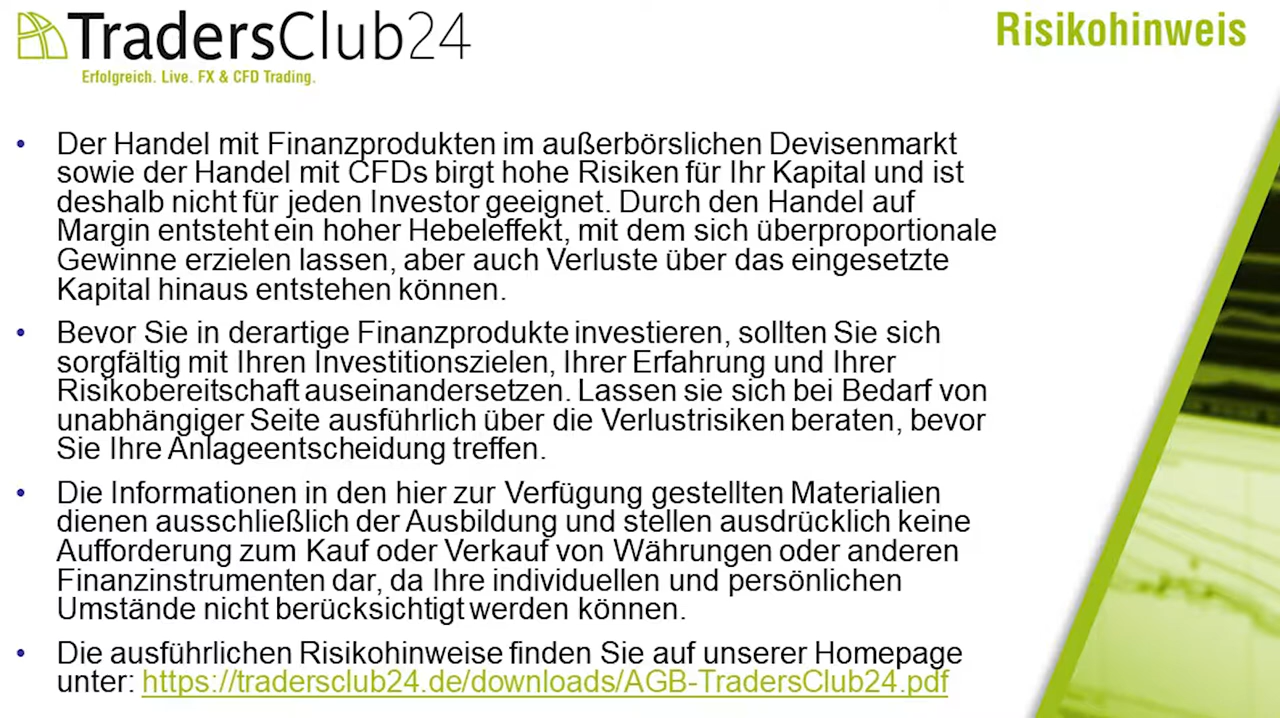 TradersClub24
Risikohinweis
Erfolgreich. Live. FX & CFD Trading.
• Der Handel mit Finanzprodukten im außerbörslichen Devisenmarkt
sowie der Handel mit CFDs birgt hohe Risiken für Ihr Kapital und ist
deshalb nicht für jeden Investor geeignet. Durch den Handel auf
Margin entsteht ein hoher Hebeleffekt, mit dem sich überproportionale
Gewinne erzielen lassen, aber auch Verluste über das eingesetzte
Kapital hinaus entstehen können.
• Bevor Sie in derartige Finanzprodukte investieren, sollten Sie sich
sorgfältig mit Ihren Investitionszielen, Ihrer Erfahrung und Ihrer
Risikobereitschaft auseinandersetzen. Lassen sie sich bei Bedarf von
unabhängiger Seite ausführlich über die Verlustrisiken beraten, bevor
Sie Ihre Anlageentscheidung treffen.
• Die Informationen in den hier zur Verfügung gestellten Materialien
dienen ausschließlich der Ausbildung und stellen ausdrücklich keine
Aufforderung zum Kauf oder Verkauf von Währungen oder anderen
Finanzinstrumenten dar, da Ihre individuellen und persönlichen
Umstände nicht berücksichtigt werden können.
• Die ausführlichen Risikohinweise finden Sie auf unserer Homepage
unter: https://tradersclub24.de/downloads/AGB-TradersClub24.pdf